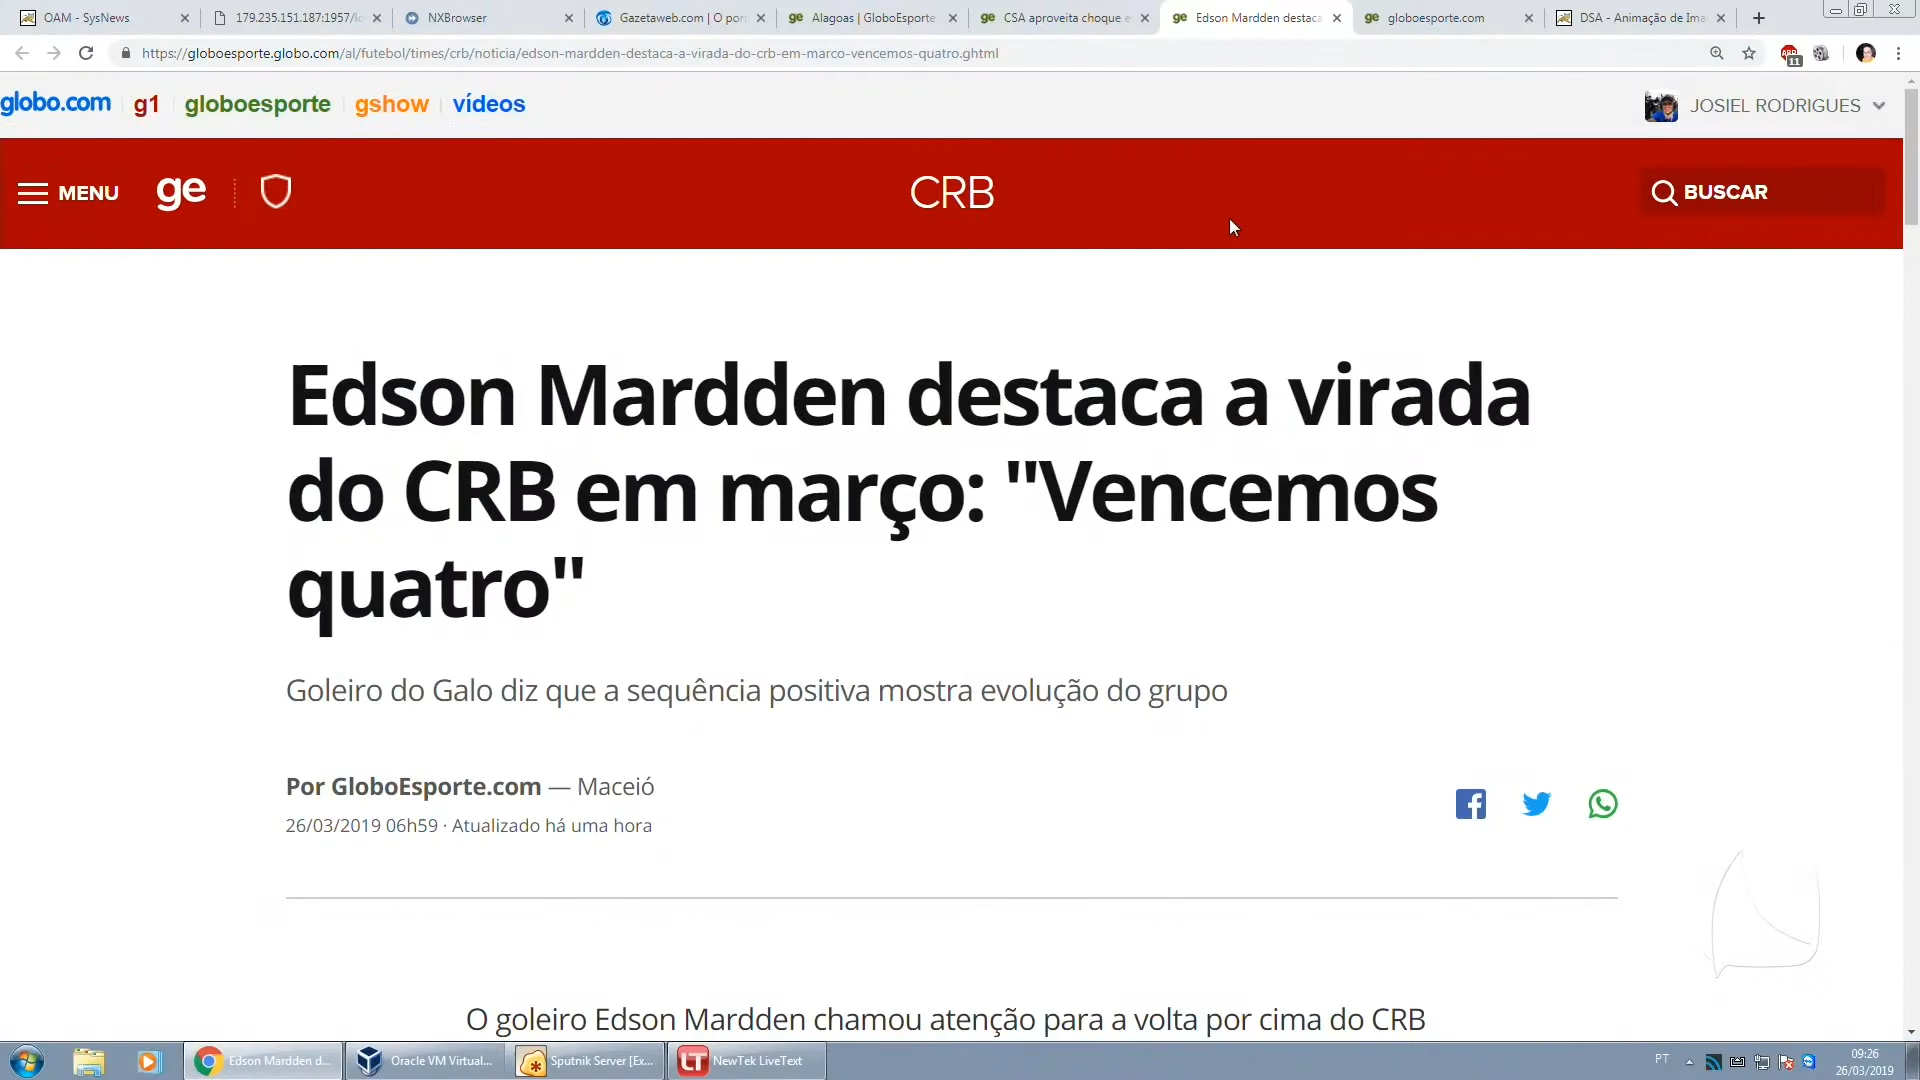 OAM - SysNews
179.235.151.187:1957/lc
NXBrowser
Gazetaweb.com | O por
Alagoas | GloboEsporte
CSA aproveita choque e
Edson Mardden destaca
globoesporte.com
DSA - Animação de Ima
https://globoesporte.globo.com/al/futebol/times/crb/noticia/edson-mardden-destaca-a-virada-do-crb-em-marco-vencemos-quatro.ghtml
ABP
11
globo.com g1 globoesporte gshow vídeos
JOSIEL RODRIGUES
MENU ge CRB BUSCAR
Edson Mardden destaca a virada
do CRB em março: "Vencemos
quatro"
Goleiro do Galo diz que a sequência positiva mostra evolução do grupo
Por GloboEsporte.com — Maceió
26/03/2019 06h59 · Atualizado há uma hora
O goleiro Edson Mardden chamou atenção para a volta por cima do CRB
Edson Mardden d...
Oracle VM Virtual...
Sputnik Server [Ex...
LT NewTek LiveText
PT
09:26
26/03/2019